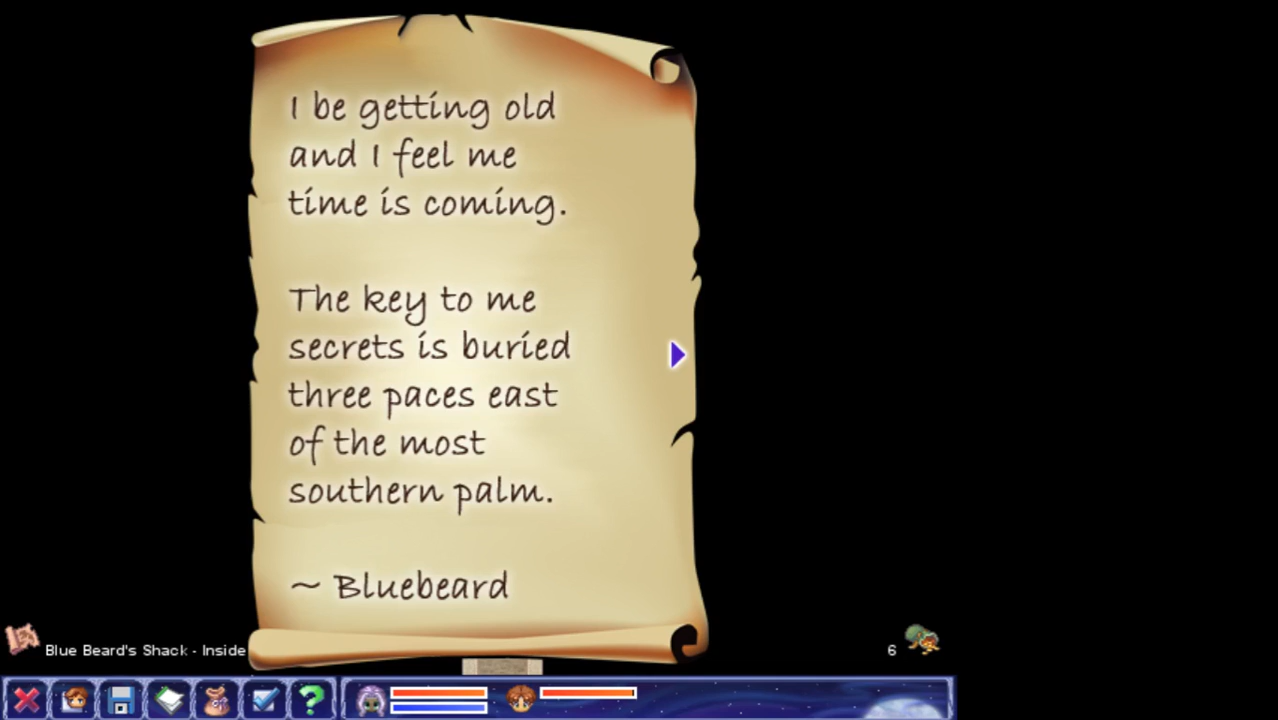 I be getting old
and I feel me
time is coming.
The key to me
secrets is buried
three paces east
of the most
southern palm.
~ Bluebeard
Blue Beard's Shack - Inside
6